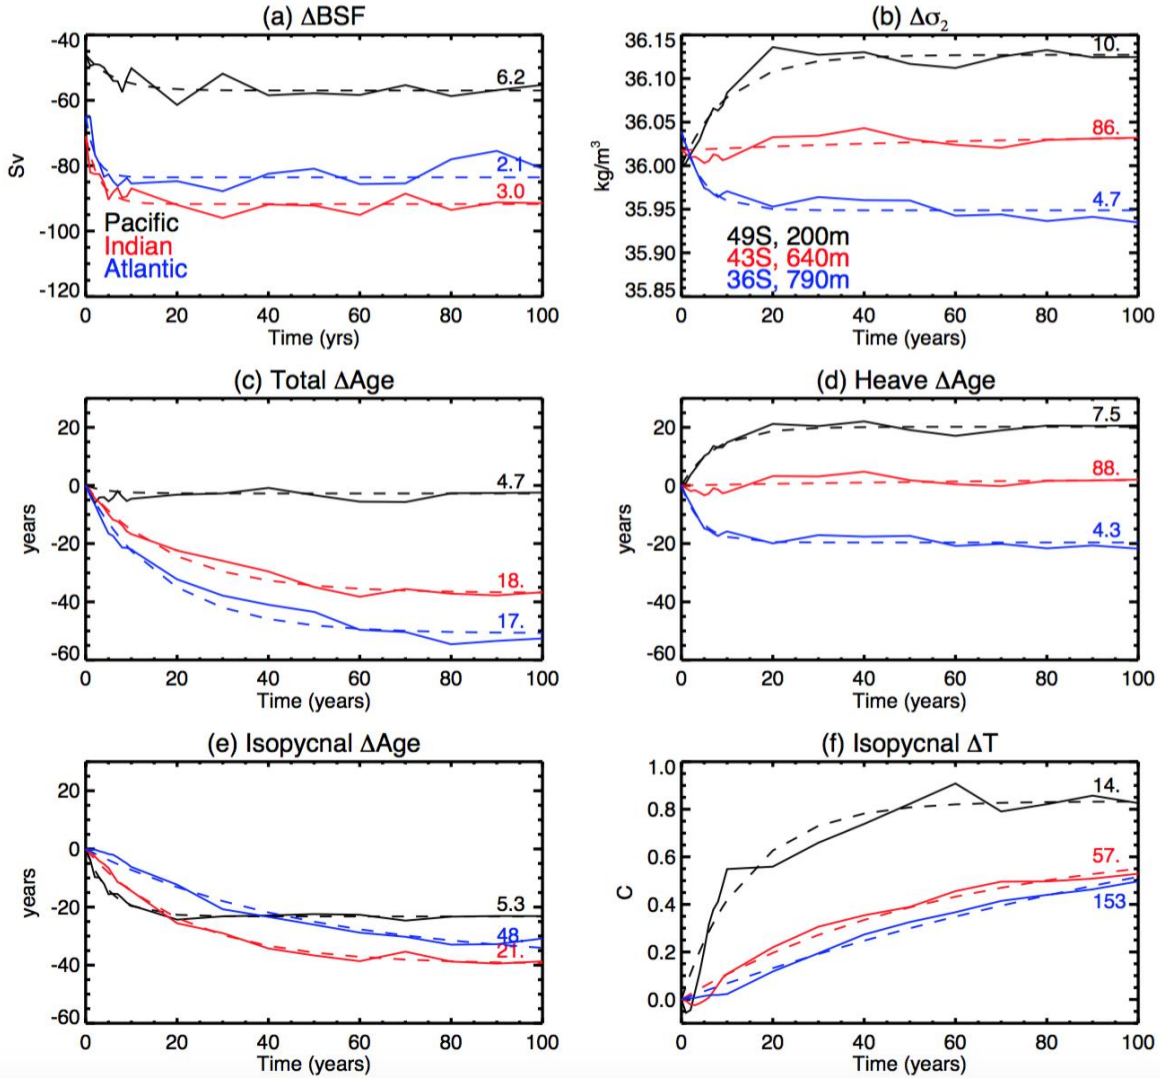 (a) ΔBSF
-40
-60
-80
-100
-120
Sv
6.2
2.1
3.0
Pacific
Indian
Atlantic
0 20 40 60 80 100
Time (yrs)
(b) Δσ₂
36.15
36.10
36.05
36.00
35.95
35.90
35.85
kg/m³
10.
86.
4.7
49S, 200m
43S, 640m
36S, 790m
0 20 40 60 80 100
Time (years)
(c) Total ΔAge
20
0
-20
-40
-60
years
4.7
18.
17.
0 20 40 60 80 100
Time (years)
(d) Heave ΔAge
20
0
-20
-40
-60
years
7.5
88.
4.3
0 20 40 60 80 100
Time (years)
(e) Isopycnal ΔAge
20
0
-20
-40
-60
years
5.3
48
21.
0 20 40 60 80 100
Time (years)
(f) Isopycnal ΔT
1.0
0.8
0.6
0.4
0.2
0.0
C
14.
57.
153
0 20 40 60 80 100
Time (years)